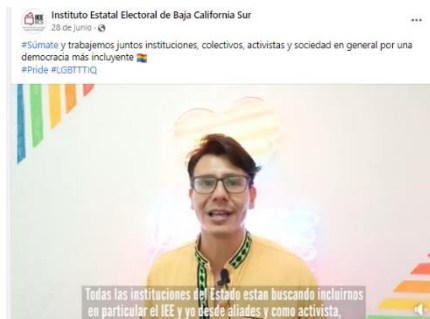 Instituto Estatal Electoral de Baja California Sur
28 de junio ·
#Súmate y trabajemos juntos instituciones, colectivos, activistas y sociedad en general por una
democracia más incluyente
#Pride #LGBTTTIQ
Todas las instituciones del Estado estan buscando incluirnos
en particular el IEE y yo desde aliades y como activista,